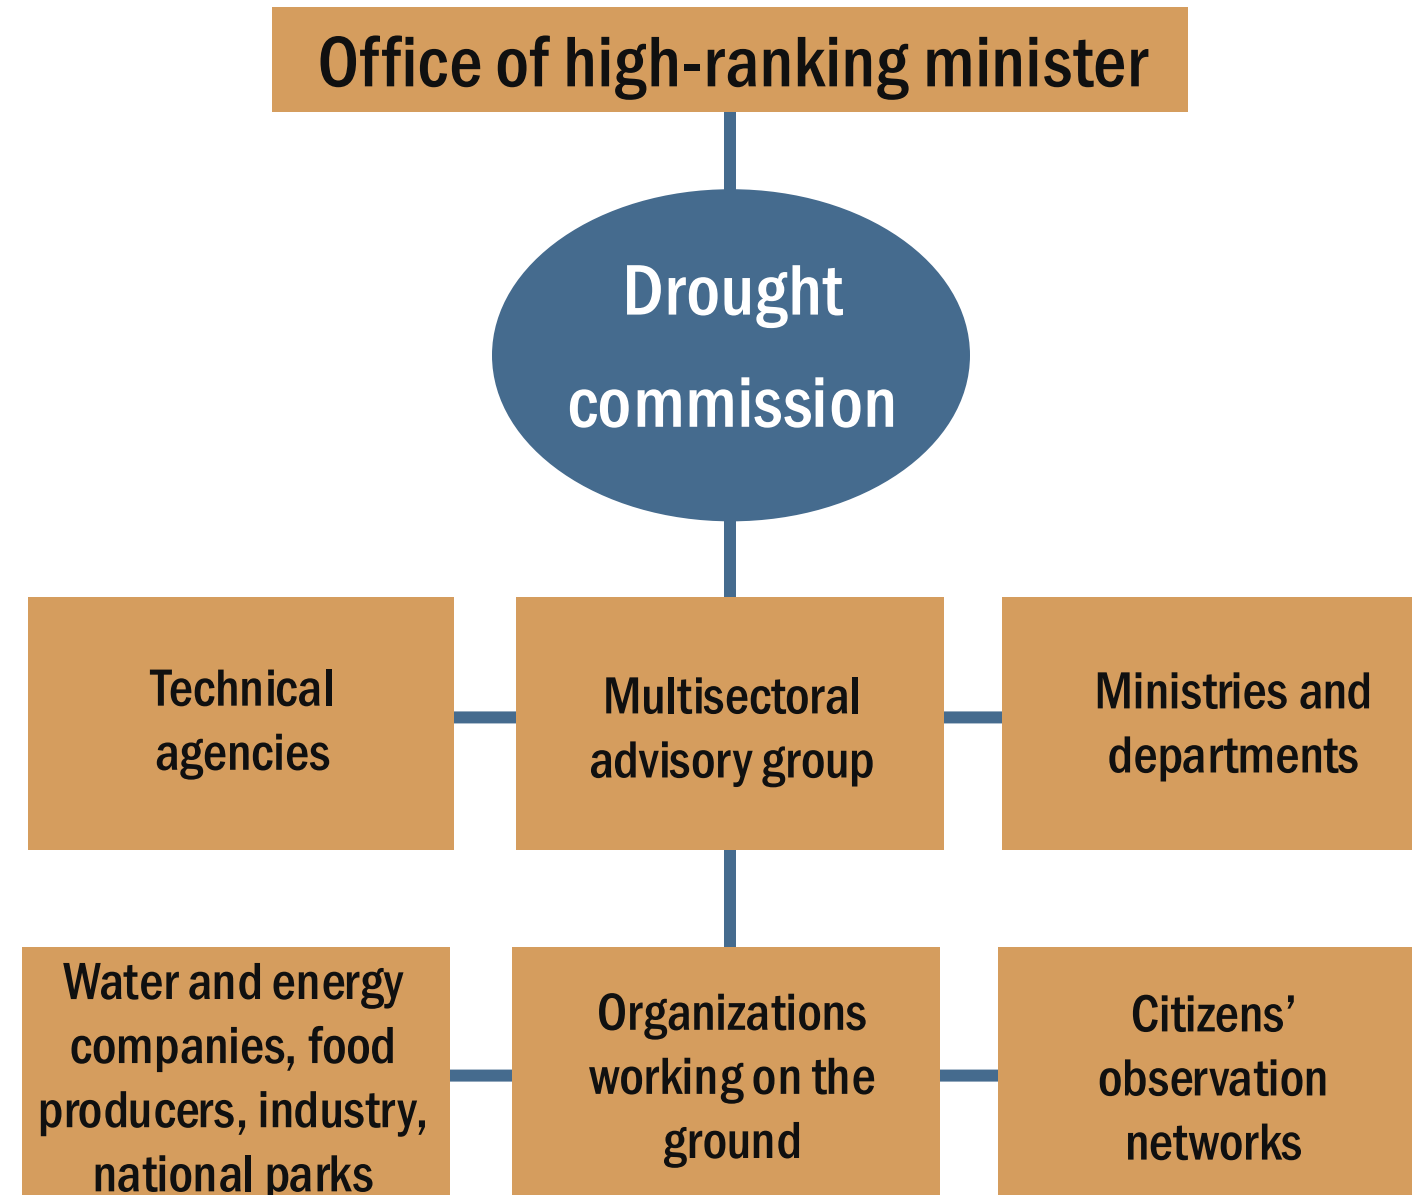 Office of high-ranking minister
Drought
commission
Technical
agencies
Multisectoral
advisory group
Ministries and
departments
Water and energy
companies, food
producers, industry,
national parks
Organizations
working on the
ground
Citizens’
observation
networks